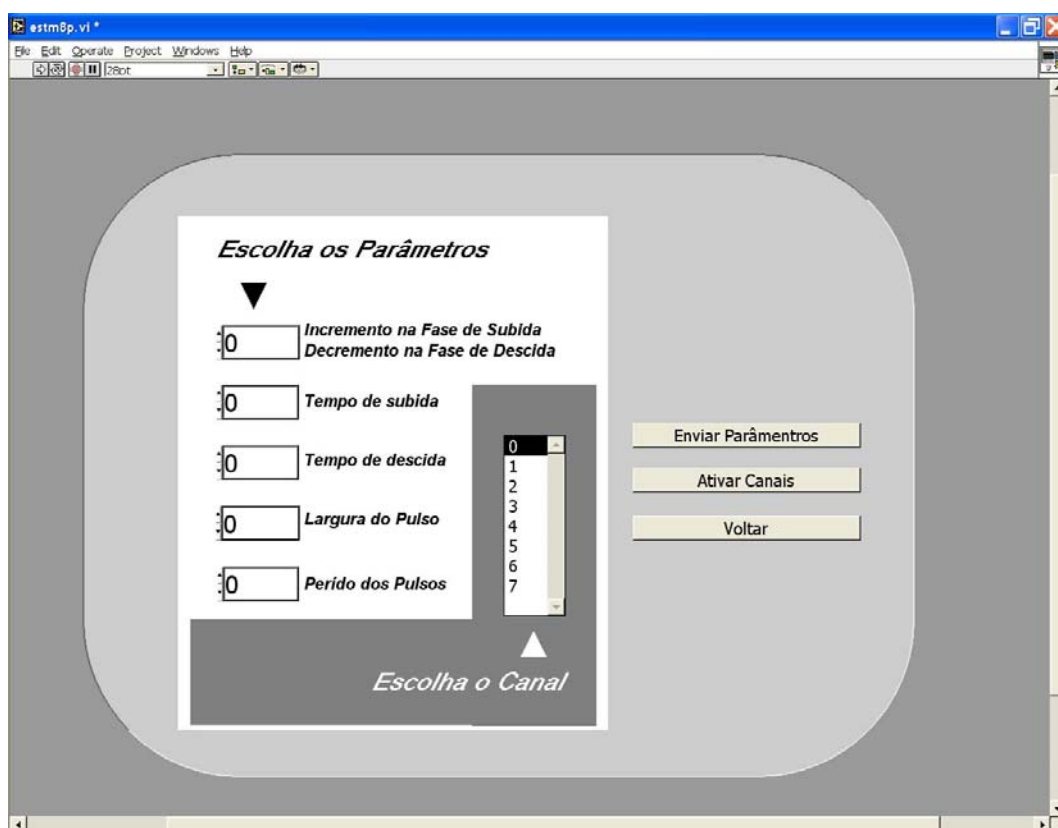 estm8p.vi *
File Edit Operate Project Windows Help
28pt
Escolha os Parâmetros
0 Incremento na Fase de Subida
Decremento na Fase de Descida
0 Tempo de subida
0 Tempo de descida
0 Largura do Pulso
0 Perído dos Pulsos
0
1
2
3
4
5
6
7
Escolha o Canal
Enviar Parâmentros
Ativar Canais
Voltar